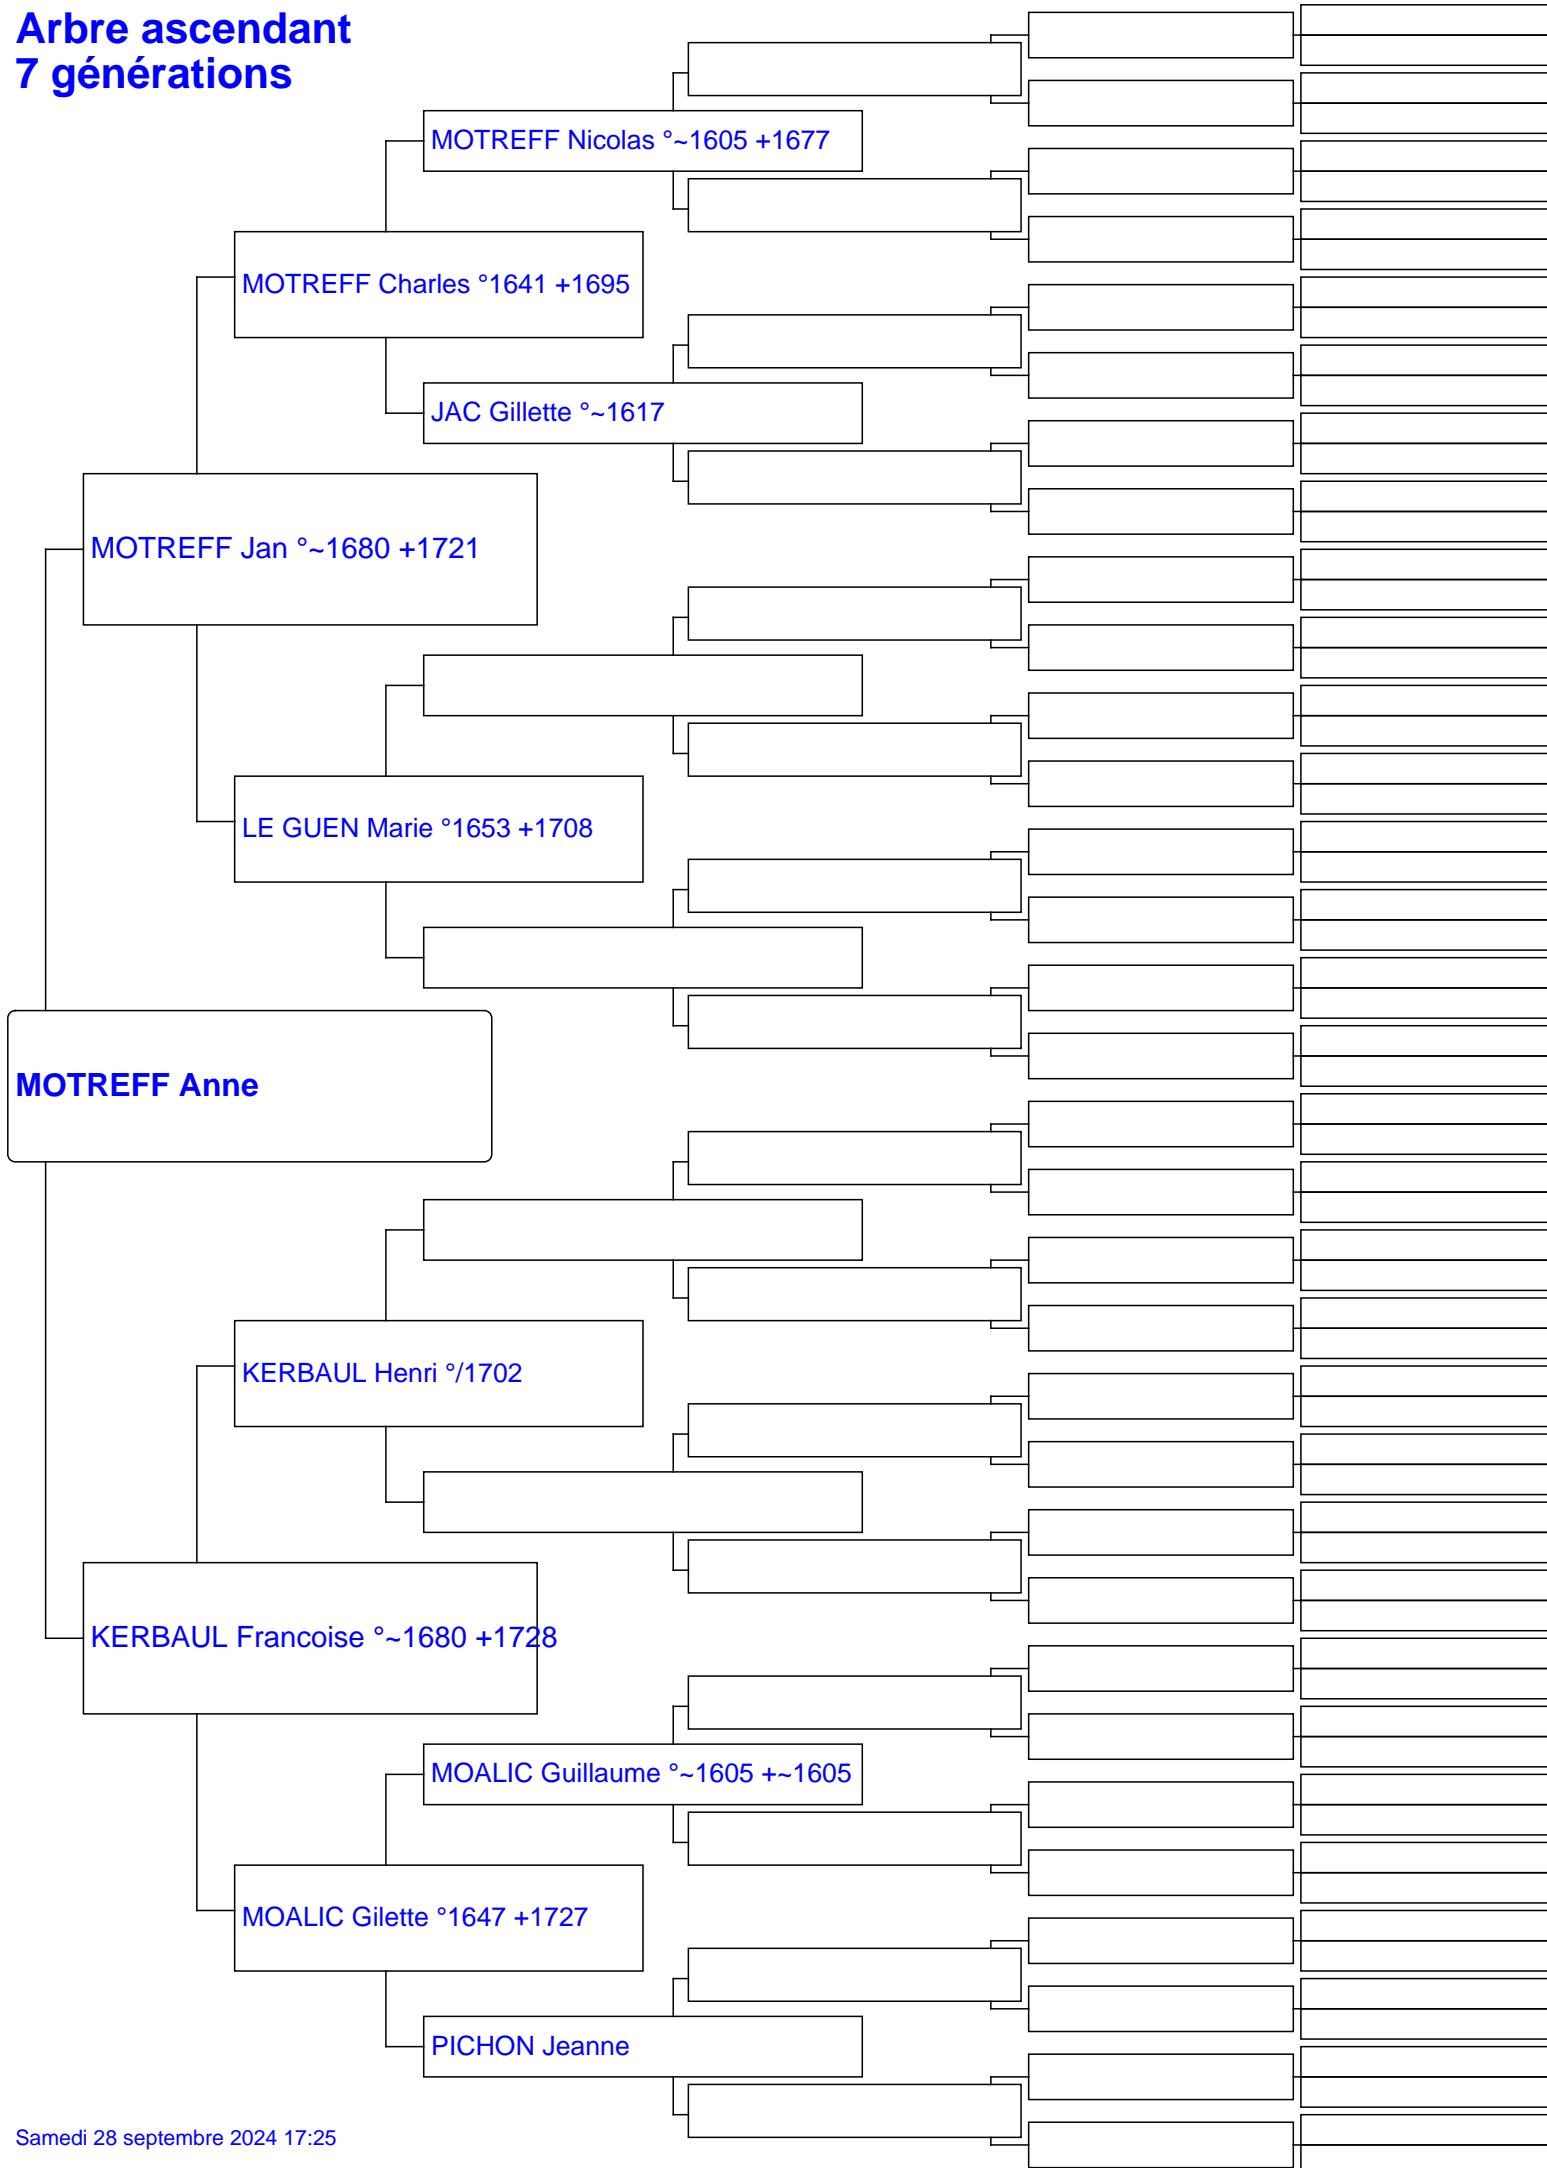 Arbre ascendant
7 générations
MOTREFF Nicolas °~1605 +1677
MOTREFF Charles °1641 +1695
JAC Gillette °~1617
MOTREFF Jan °~1680 +1721
LE GUEN Marie °1653 +1708
MOTREFF Anne
KERBAUL Henri °/1702
KERBAUL Francoise °~1680 +1728
MOALIC Guillaume °~1605 +~1605
MOALIC Gilette °1647 +1727
PICHON Jeanne
Samedi 28 septembre 2024 17:25